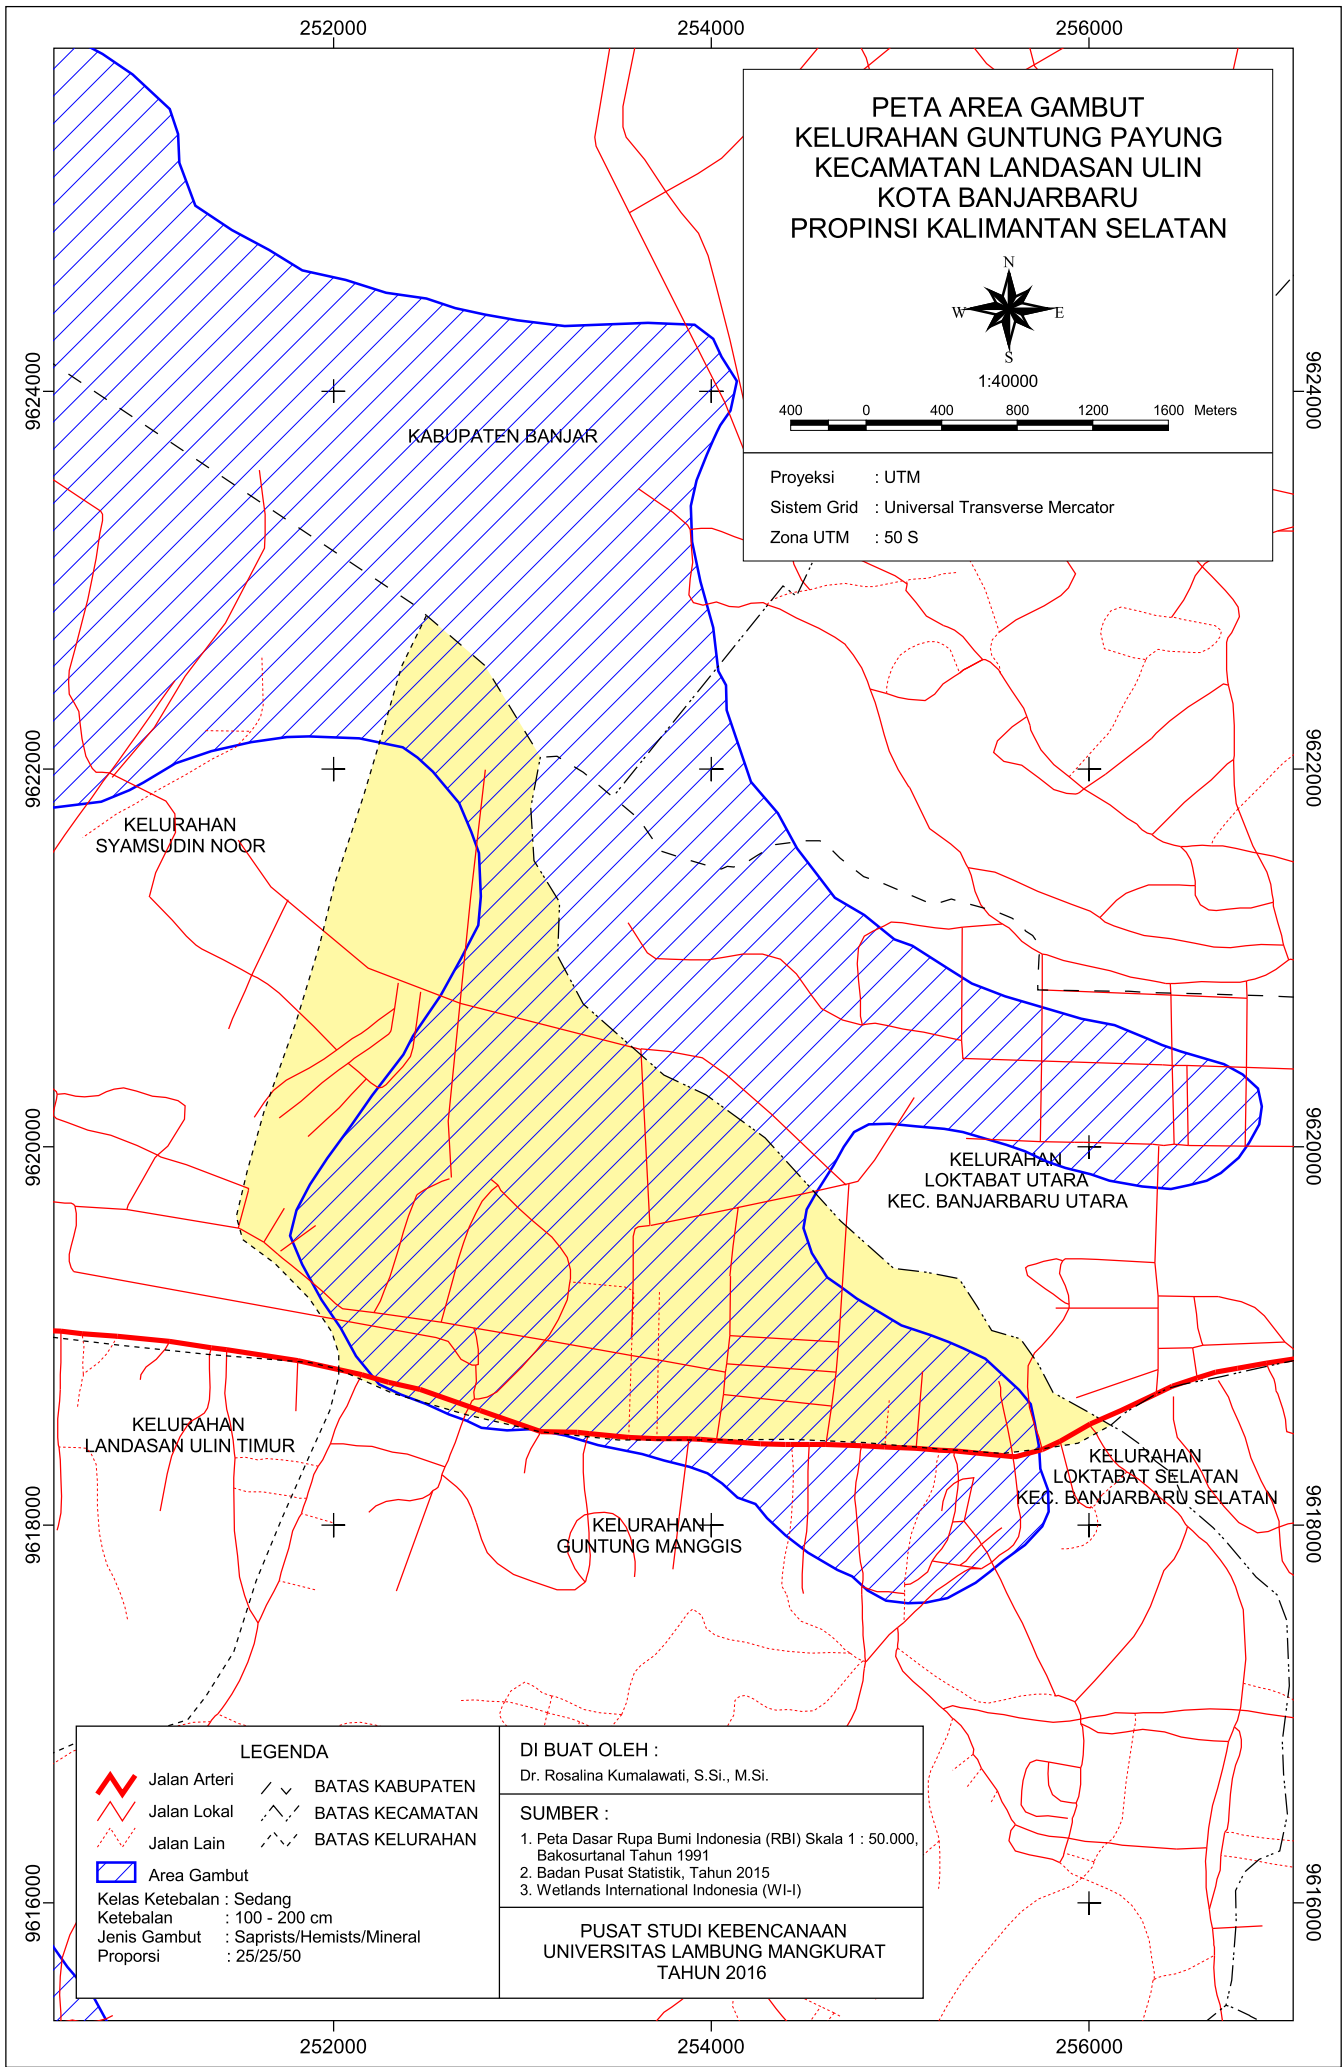 252000
254000
256000
PETA AREA GAMBUT
KELURAHAN GUNTUNG PAYUNG
KECAMATAN LANDASAN ULIN
KOTA BANJARBARU
PROPINSI KALIMANTAN SELATAN
N
W E
S
1:40000
400 0 400 800 1200 1600 Meters
Proyeksi : UTM
Sistem Grid : Universal Transverse Mercator
Zona UTM : 50 S
9624000
9624000
KABUPATEN BANJAR
9622000
9622000
KELURAHAN
SYAMSUDIN NOOR
9620000
9620000
KELURAHAN
LOKTABAT UTARA
KEC. BANJARBARU UTARA
KELURAHAN
LANDASAN ULIN TIMUR
KELURAHAN
LOKTABAT SELATAN
KEC. BANJARBARU SELATAN
9618000
9618000
KELURAHAN
GUNTUNG MANGGIS
LEGENDA
Jalan Arteri
Jalan Lokal
Jalan Lain
BATAS KABUPATEN
BATAS KECAMATAN
BATAS KELURAHAN
Area Gambut
Kelas Ketebalan : Sedang
Ketebalan : 100 - 200 cm
Jenis Gambut : Saprists/Hemists/Mineral
Proporsi : 25/25/50
DI BUAT OLEH :
Dr. Rosalina Kumalawati, S.Si., M.Si.
SUMBER :
1. Peta Dasar Rupa Bumi Indonesia (RBI) Skala 1 : 50.000,
Bakosurtanal Tahun 1991
2. Badan Pusat Statistik, Tahun 2015
3. Wetlands International Indonesia (WI-I)
PUSAT STUDI KEBENCANAAN
UNIVERSITAS LAMBUNG MANGKURAT
TAHUN 2016
9616000
9616000
252000
254000
256000